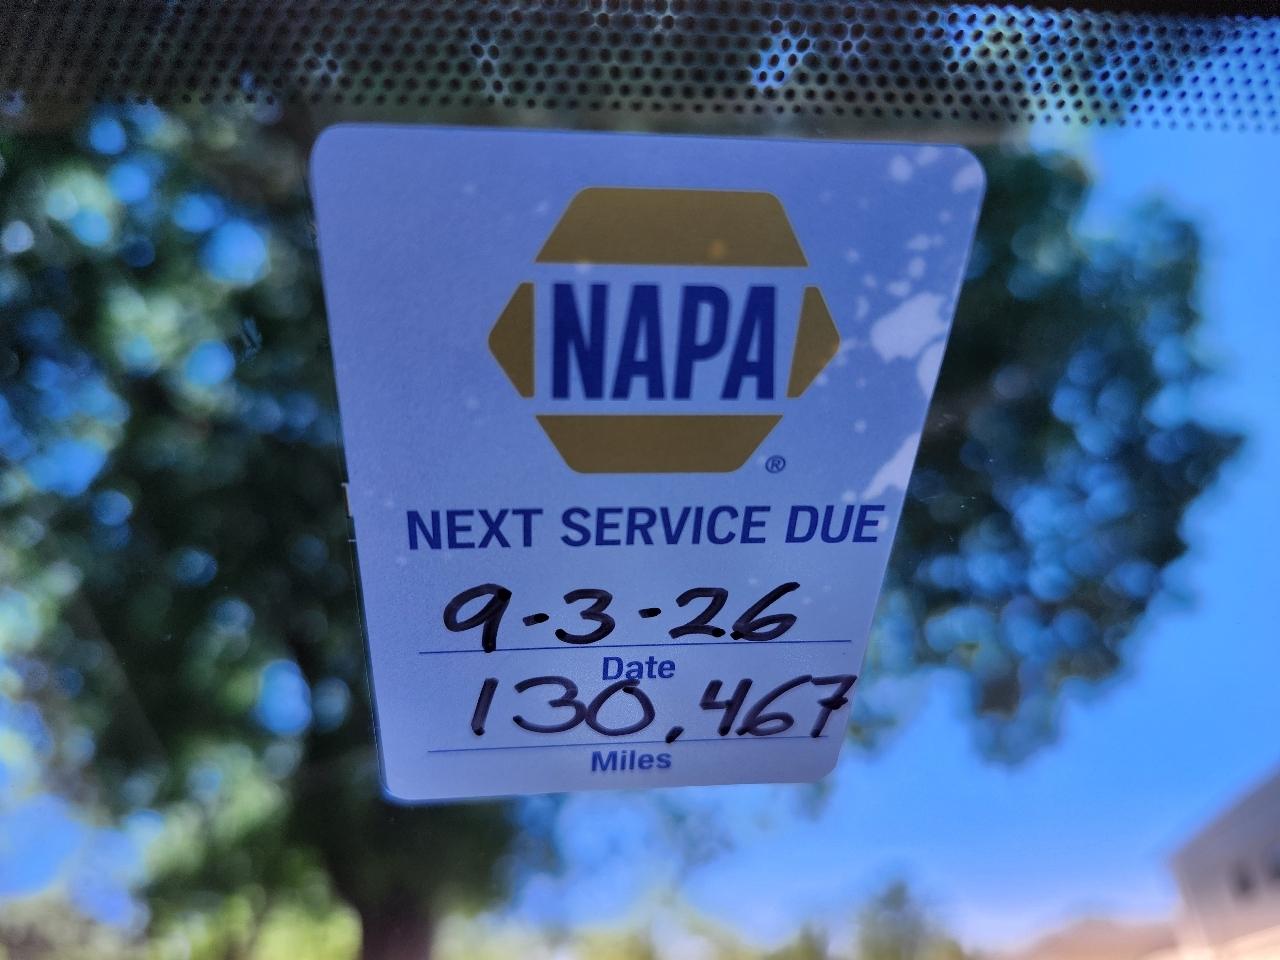 NAPA®
NEXT SERVICE DUE
9-3-26
Date
130,467
Miles